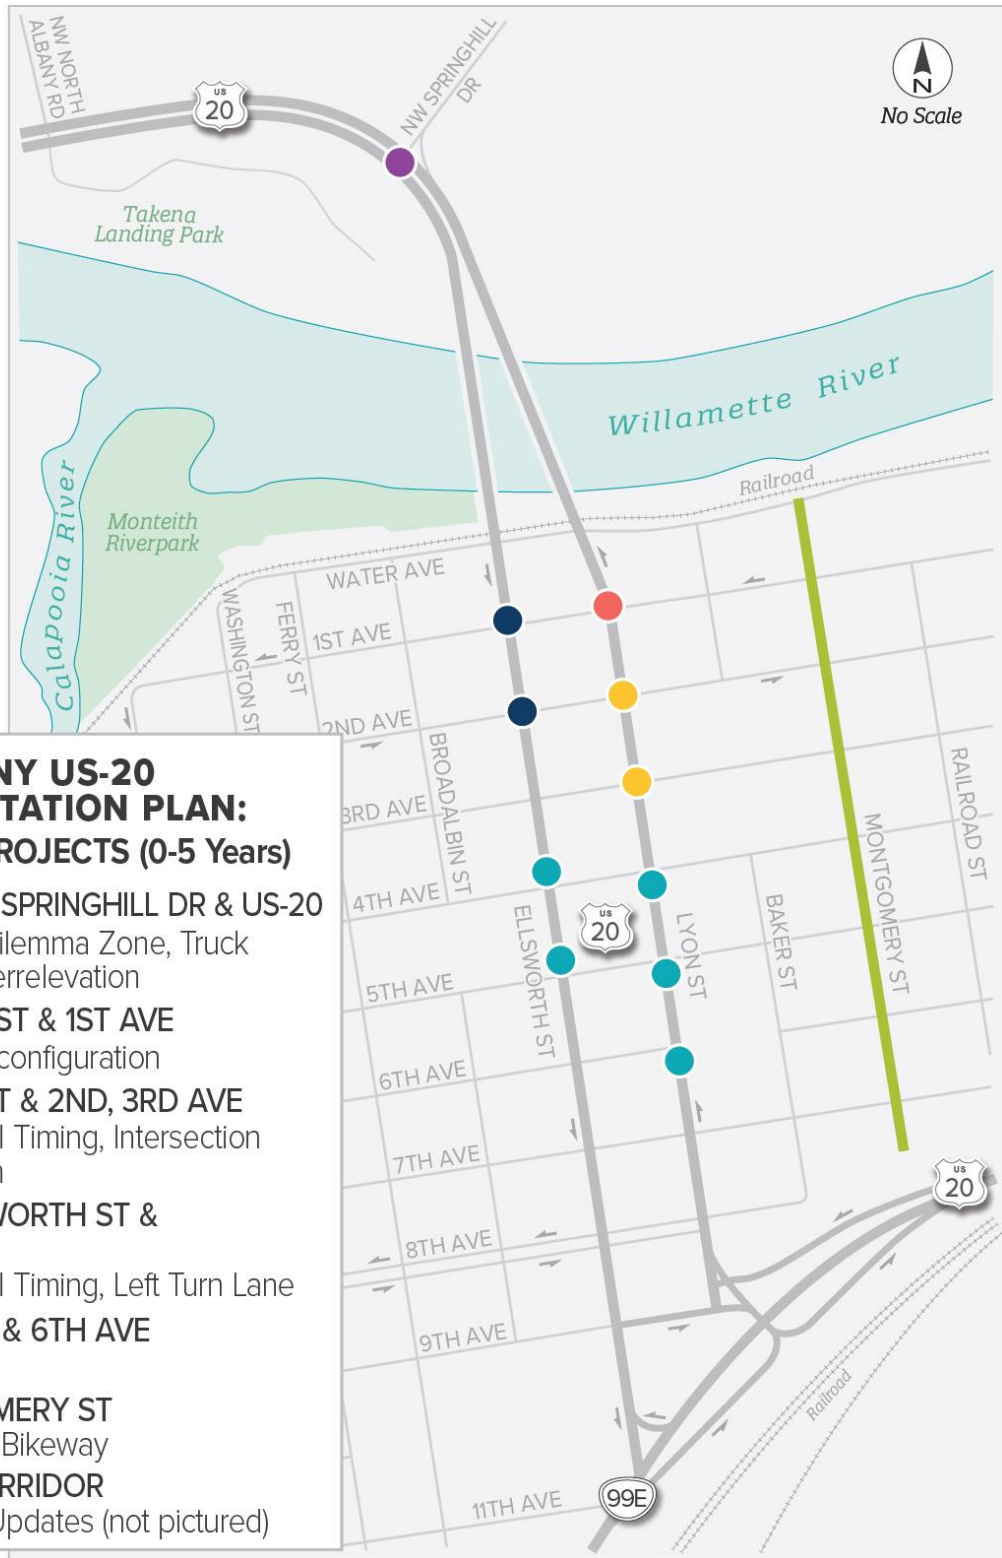 NW NORTH
ALBANY RD
US
20
NW SPRINGHILL
DR
N
No Scale
Takena
Landing Park
Willamette River
Calapooia River
Monteith
Riverpark
Railroad
WATER AVE
WASHINGTON ST
FERRY ST
1ST AVE
2ND AVE
BROADALBIN ST
3RD AVE
4TH AVE
ELLSWORTH ST
US
20
LYON ST
BAKER ST
MONTGOMERY ST
RAILROAD ST
5TH AVE
6TH AVE
7TH AVE
8TH AVE
9TH AVE
11TH AVE
US
20
Railroad
99E
NY US-20
TATION PLAN:
ROJECTS (0-5 Years)
SPRINGHILL DR & US-20
ilemma Zone, Truck
errelevation
ST & 1ST AVE
configuration
T & 2ND, 3RD AVE
l Timing, Intersection
n
WORTH ST &
l Timing, Left Turn Lane
& 6TH AVE
MERY ST
Bikeway
RRIDOR
Updates (not pictured)